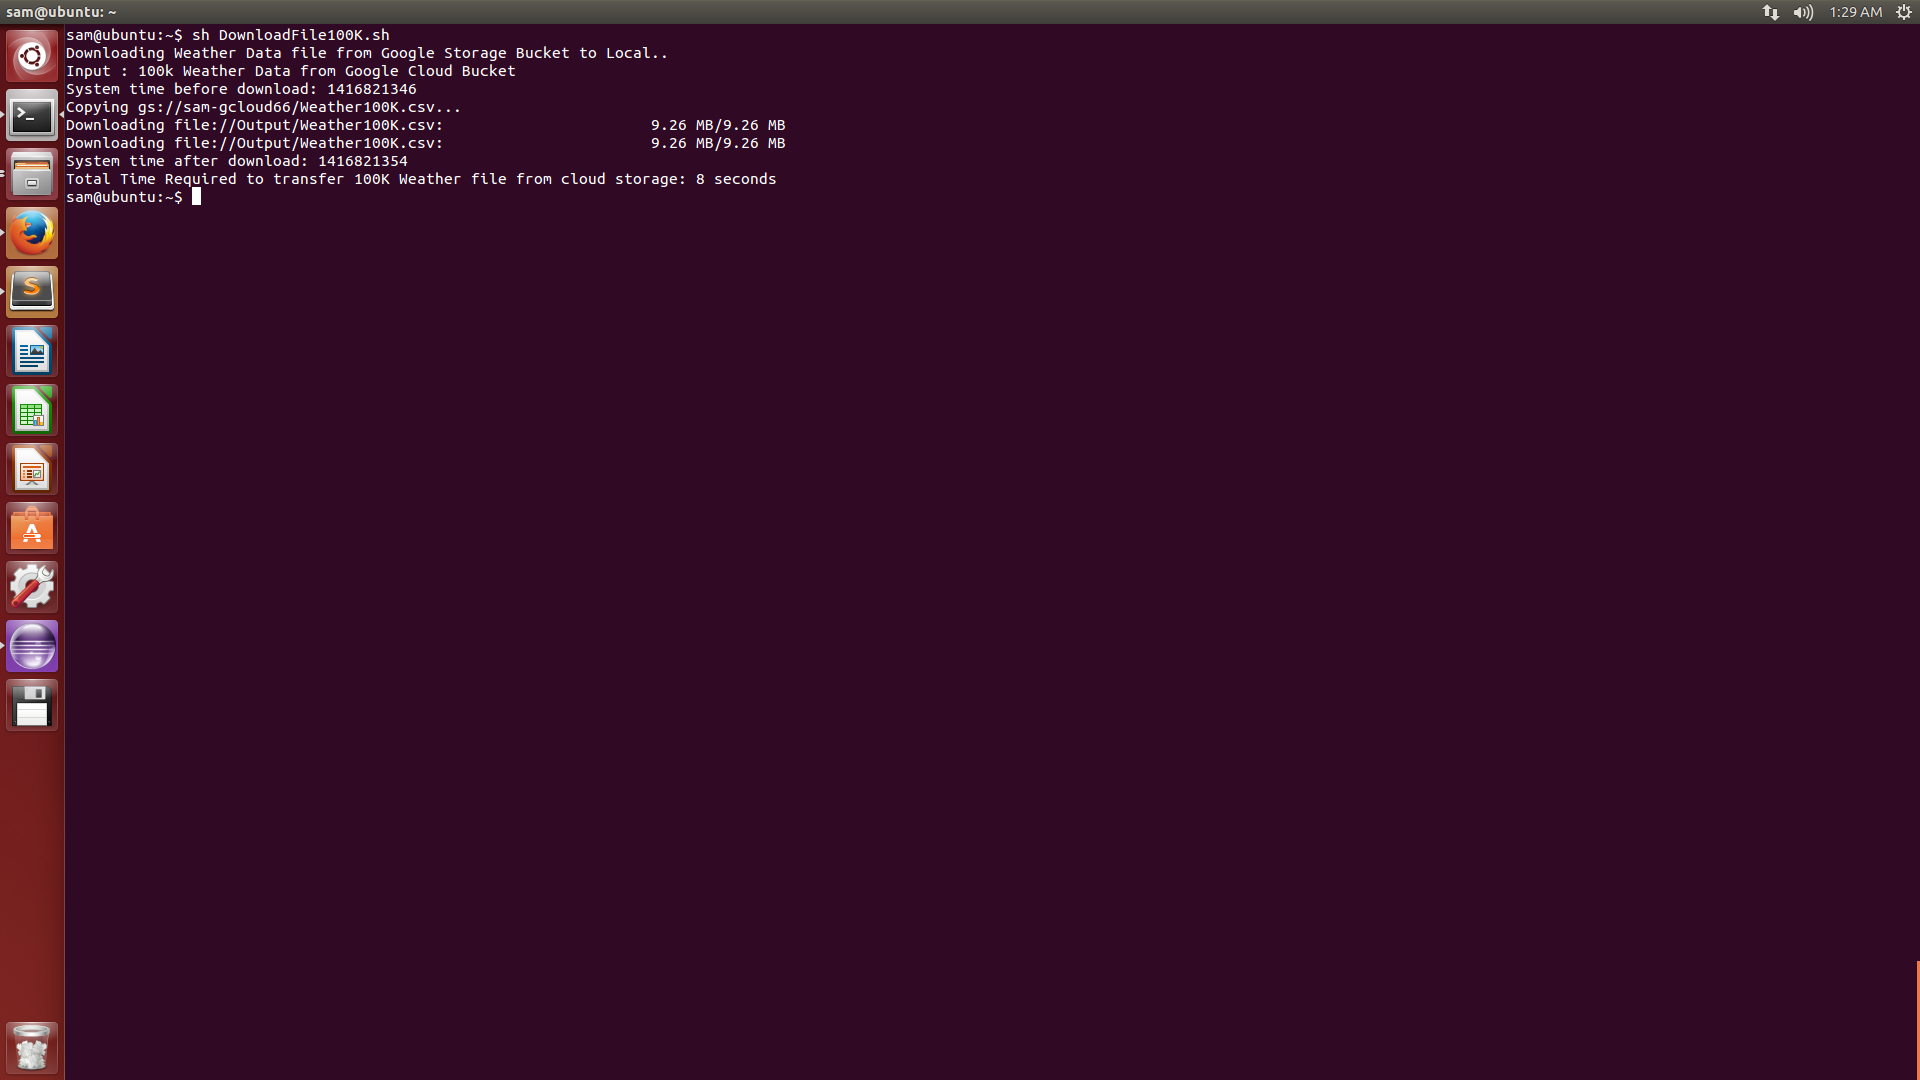 sam@ubuntu: ~
1:29 AM
sam@ubuntu:~$ sh DownloadFile100K.sh
Downloading Weather Data file from Google Storage Bucket to Local..
Input : 100k Weather Data from Google Cloud Bucket
System time before download: 1416821346
Copying gs://sam-gcloud66/Weather100K.csv...
Downloading file://Output/Weather100K.csv:                       9.26 MB/9.26 MB
Downloading file://Output/Weather100K.csv:                       9.26 MB/9.26 MB
System time after download: 1416821354
Total Time Required to transfer 100K Weather file from cloud storage: 8 seconds
sam@ubuntu:~$